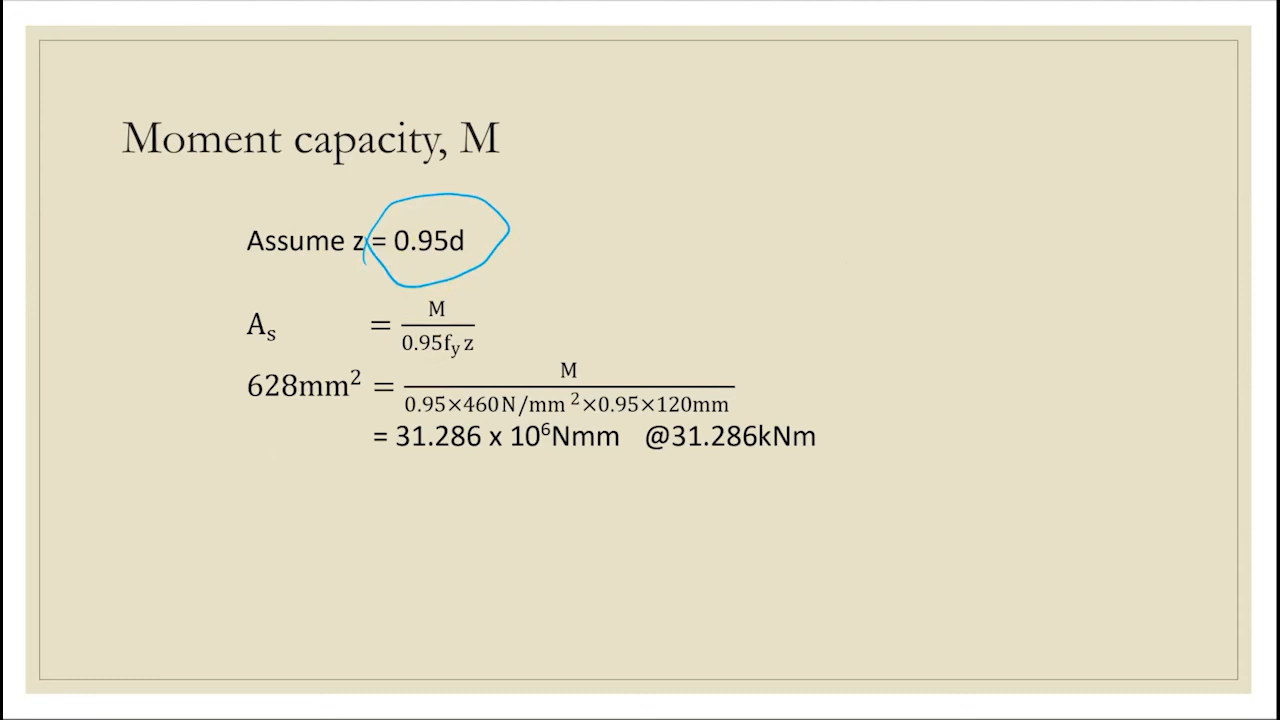 Moment capacity, M
Assume z = 0.95d
Aₛ = M / 0.95fᵧ z
628mm² = M / 0.95×460N/mm²×0.95×120mm
= 31.286 x 10⁶Nmm @31.286kNm